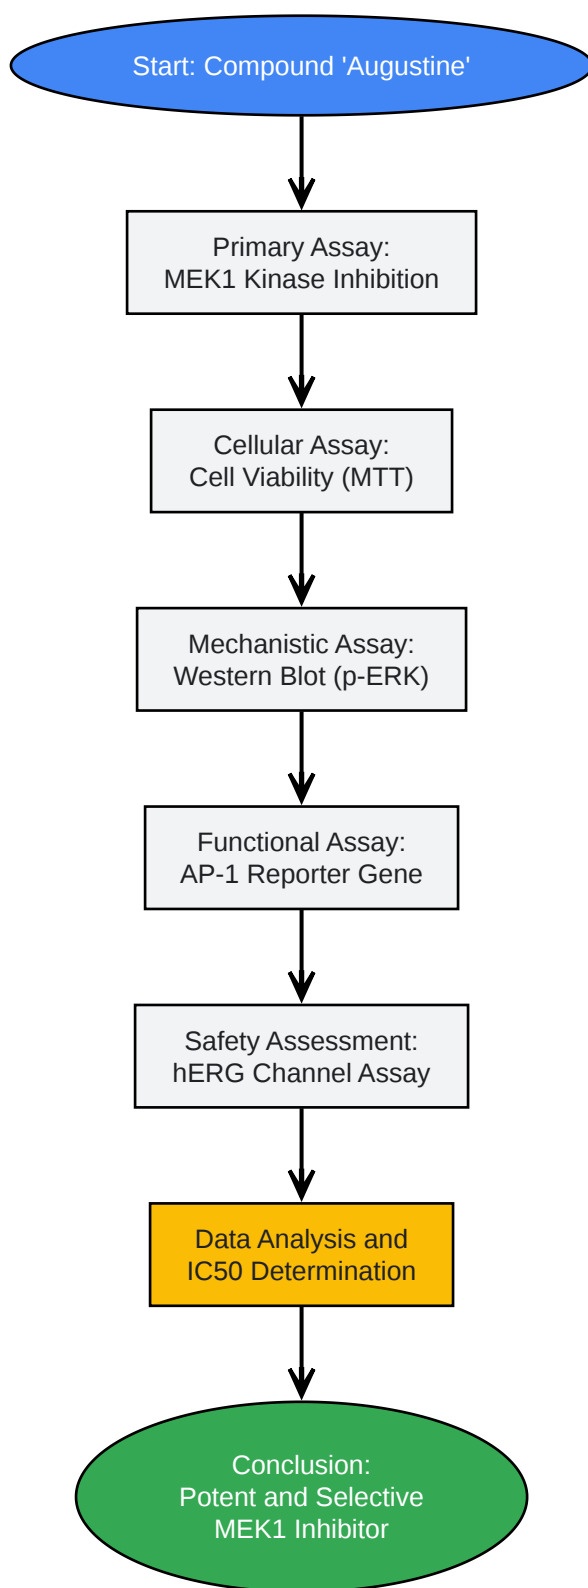 Start: Compound 'Augustine'
Primary Assay:
MEK1 Kinase Inhibition
Cellular Assay:
Cell Viability (MTT)
Mechanistic Assay:
Western Blot (p-ERK)
Functional Assay:
AP-1 Reporter Gene
Safety Assessment:
hERG Channel Assay
Data Analysis and
IC50 Determination
Conclusion:
Potent and Selective
MEK1 Inhibitor